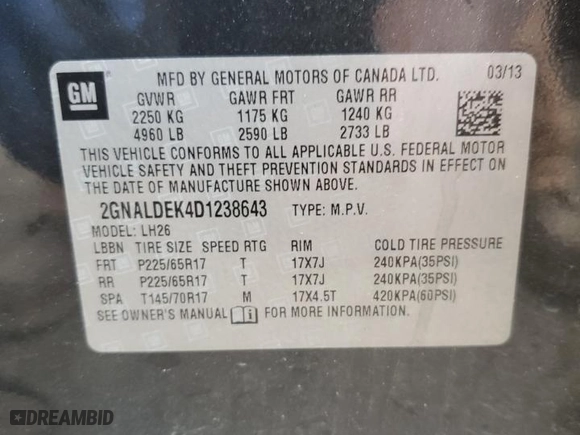 GM
MFD BY GENERAL MOTORS OF CANADA LTD. 03/13
GVWR GAWR FRT GAWR RR
2250 KG 1175 KG 1240 KG
4960 LB 2590 LB 2733 LB
THIS VEHICLE CONFORMS TO ALL APPLICABLE U.S. FEDERAL MOTOR
VEHICLE SAFETY AND THEFT PREVENTION STANDARDS IN EFFECT ON
THE DATE OF MANUFACTURE SHOWN ABOVE.
2GNALDEK4D1238643 TYPE: M.P.V.
MODEL: LH26
LBBN TIRE SIZE SPEED RTG RIM COLD TIRE PRESSURE
FRT P225/65R17 T 17X7J 240KPA(35PSI)
RR P225/65R17 T 17X7J 240KPA(35PSI)
SPA T145/70R17 M 17X4.5T 420KPA(60PSI)
SEE OWNER'S MANUAL FOR MORE INFORMATION.
DREAMBID